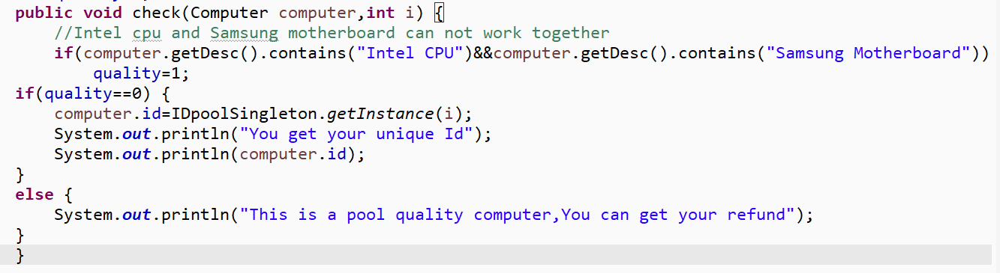 public void check(Computer computer,int i) {
    //Intel cpu and Samsung motherboard can not work together
    if(computer.getDesc().contains("Intel CPU")&&computer.getDesc().contains("Samsung Motherboard"))
        quality=1;
if(quality==0) {
    computer.id=IDpoolSingleton.getInstance(i);
    System.out.println("You get your unique Id");
    System.out.println(computer.id);
}
else {
    System.out.println("This is a pool quality computer,You can get your refund");
}
}